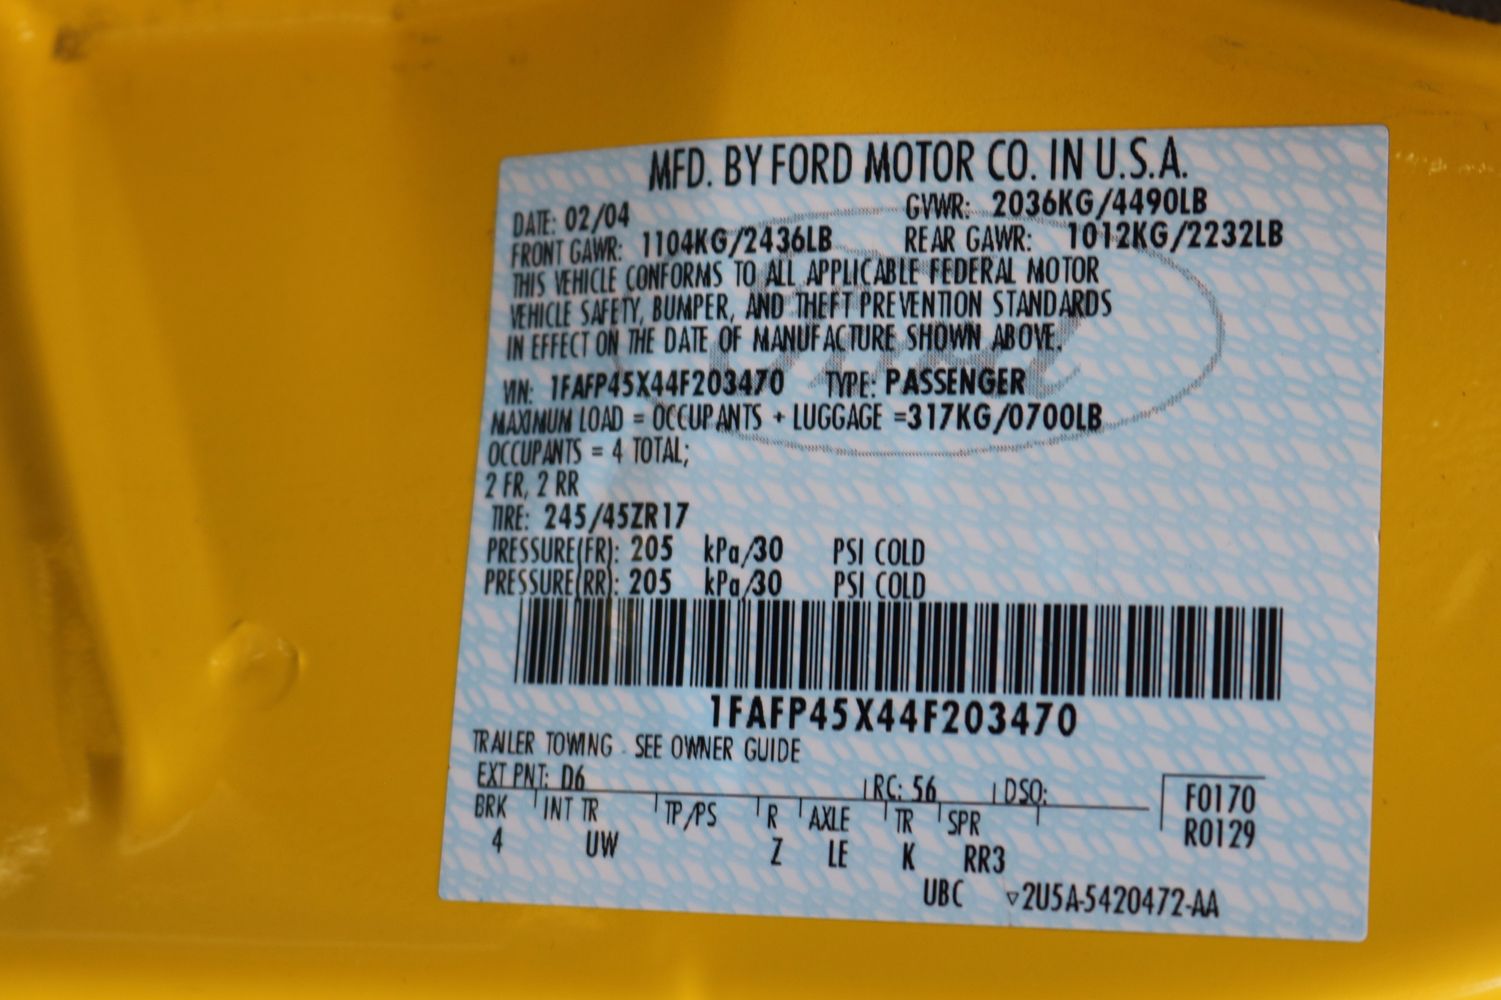 MFD. BY FORD MOTOR CO. IN U.S.A.
DATE: 02/04 GVWR: 2036KG/4490LB
FRONT GAWR: 1104KG/2436LB REAR GAWR: 1012KG/2232LB
THIS VEHICLE CONFORMS TO ALL APPLICABLE FEDERAL MOTOR
VEHICLE SAFETY, BUMPER, AND THEFT PREVENTION STANDARDS
IN EFFECT ON THE DATE OF MANUFACTURE SHOWN ABOVE.
VIN: 1FAFP45X44F203470 TYPE: PASSENGER
MAXIMUM LOAD = OCCUPANTS + LUGGAGE =317KG/0700LB
OCCUPANTS = 4 TOTAL;
2 FR, 2 RR
TIRE: 245/45ZR17
PRESSURE(FR): 205 kPa/30 PSI COLD
PRESSURE(RR): 205 kPa/30 PSI COLD
1FAFP45X44F203470
TRAILER TOWING - SEE OWNER GUIDE
EXT PNT: D6 RC: 56 DSO: F0170
BRK INT TR TP/PS R AXLE TR SPR R0129
4 UW Z LE K RR3
UBC ▿2U5A-5420472-AA
Ford